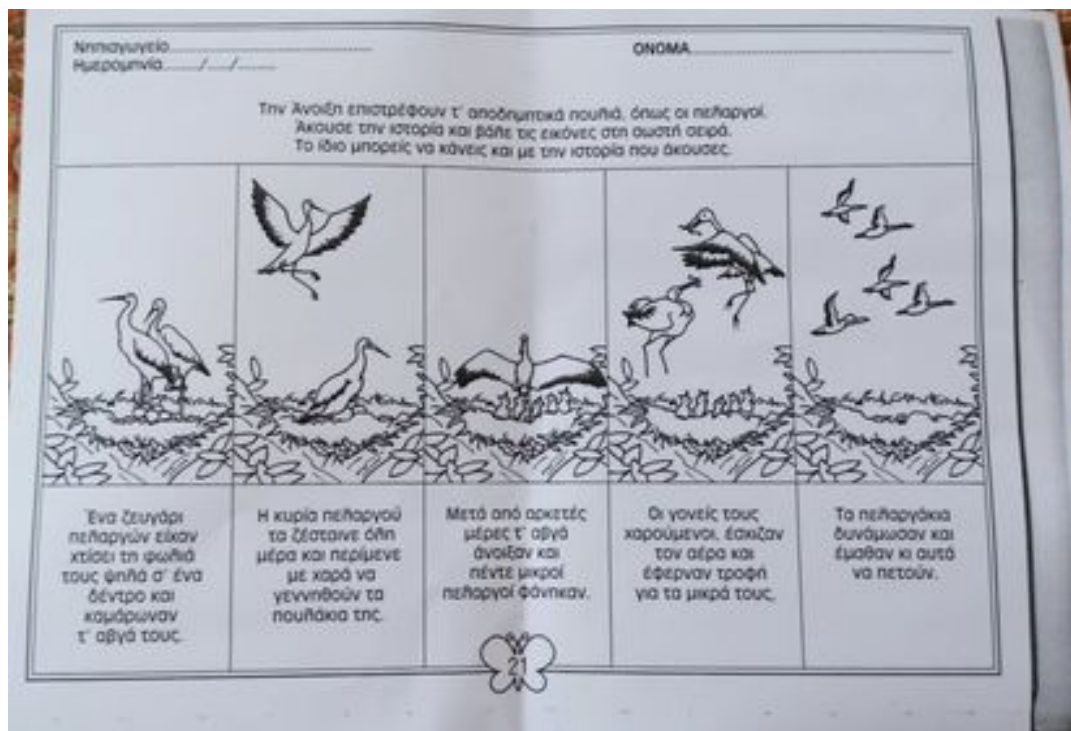 Νηπιαγωγείο......................................................
Ημερομηνία........../....../..........
ΟΝΟΜΑ......................................................................
Την Άνοιξη επιστρέφουν τ' αποδημητικά πουλιά, όπως οι πελαργοί.
Άκουσε την ιστορία και βάλε τις εικόνες στη σωστή σειρά.
Το ίδιο μπορείς να κάνεις και με την ιστορία που άκουσες.
Ένα ζευγάρι
πελαργών είχαν
χτίσει τη φωλιά
τους ψηλά σ' ένα
δέντρο και
καμάρωναν
τ' αβγά τους.
Η κυρία πελαργού
τα ζέσταινε όλη
μέρα και περίμενε
με χαρά να
γεννηθούν τα
πουλάκια της.
Μετά από αρκετές
μέρες τ' αβγά
άνοιξαν και
πέντε μικροί
πελαργοί φάνηκαν.
Οι γονείς τους
χαρούμενοι, έσκιζαν
τον αέρα και
έφερναν τροφή
για τα μικρά τους.
Τα πελαργάκια
δυνάμωσαν και
έμαθαν κι αυτά
να πετούν.
21